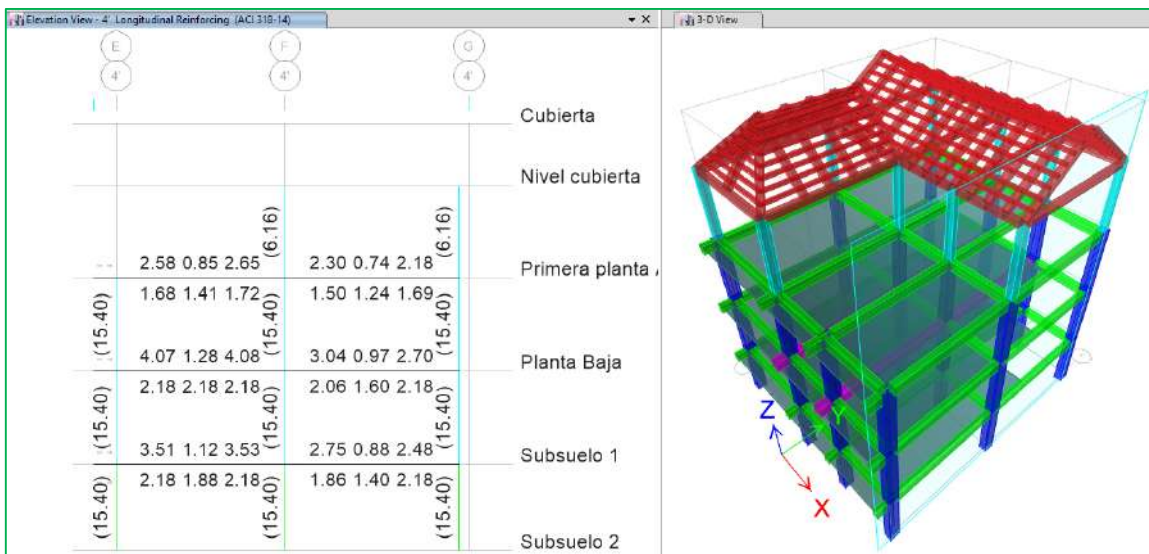 Elevation View - 4' Longitudinal Reinforcing (ACI 318-14)
E F G
4' 4' 4'
Cubierta
Nivel cubierta
(6.16) (6.16)
2.58 0.85 2.65 2.30 0.74 2.18
Primera planta
1.68 1.41 1.72 1.50 1.24 1.69
(15.40) (15.40) (15.40)
4.07 1.28 4.08 3.04 0.97 2.70
Planta Baja
2.18 2.18 2.18 2.06 1.60 2.18
(15.40) (15.40) (15.40)
3.51 1.12 3.53 2.75 0.88 2.48
Subsuelo 1
2.18 1.88 2.18 1.86 1.40 2.18
(15.40) (15.40) (15.40)
Subsuelo 2
3-D View
Z
Y
X